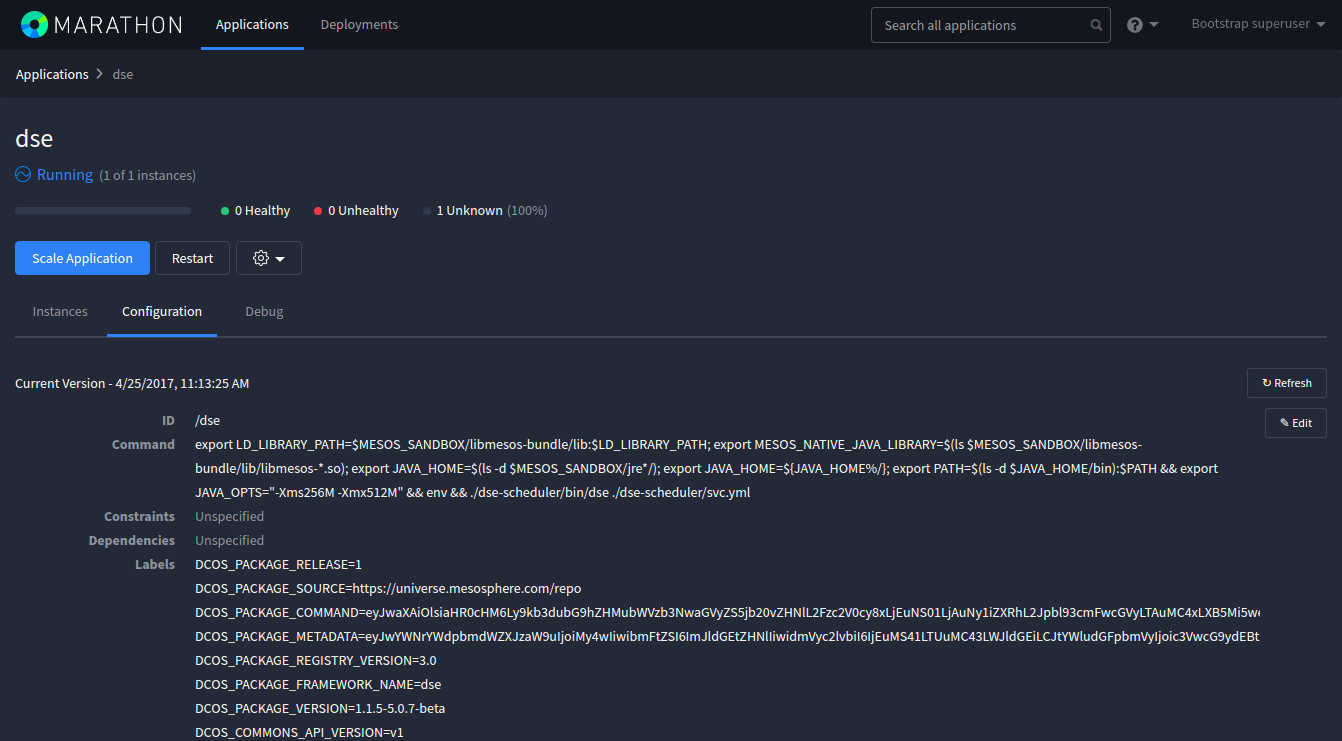 MARATHON Applications Deployments Search all applications Bootstrap superuser
Applications > dse
dse
Running (1 of 1 instances)
0 Healthy 0 Unhealthy 1 Unknown (100%)
Scale Application Restart
Instances Configuration Debug
Current Version - 4/25/2017, 11:13:25 AM ↻ Refresh
ID /dse ✎ Edit
Command export LD_LIBRARY_PATH=$MESOS_SANDBOX/libmesos-bundle/lib:$LD_LIBRARY_PATH; export MESOS_NATIVE_JAVA_LIBRARY=$(ls $MESOS_SANDBOX/libmesos-
bundle/lib/libmesos-*.so); export JAVA_HOME=$(ls -d $MESOS_SANDBOX/jre*/); export JAVA_HOME=${JAVA_HOME%/}; export PATH=$(ls -d $JAVA_HOME/bin):$PATH && export
JAVA_OPTS="-Xms256M -Xmx512M" && env && ./dse-scheduler/bin/dse ./dse-scheduler/svc.yml
Constraints Unspecified
Dependencies Unspecified
Labels DCOS_PACKAGE_RELEASE=1
DCOS_PACKAGE_SOURCE=https://universe.mesosphere.com/repo
DCOS_PACKAGE_COMMAND=
DCOS_PACKAGE_METADATA=
DCOS_PACKAGE_REGISTRY_VERSION=3.0
DCOS_PACKAGE_FRAMEWORK_NAME=dse
DCOS_PACKAGE_VERSION=1.1.5-5.0.7-beta
DCOS_COMMONS_API_VERSION=v1